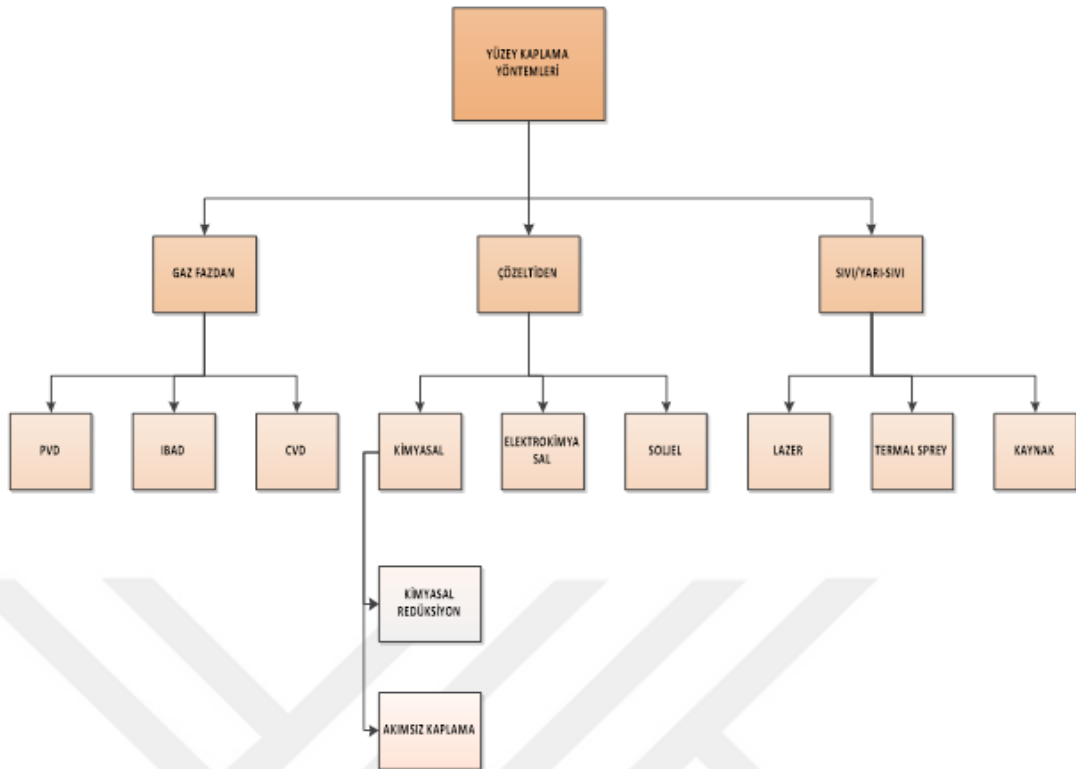 YÜZEY KAPLAMA
YÖNTEMLERİ
GAZ FAZDAN
ÇÖZELTİDEN
SIVI/YARI-SIVI
PVD
IBAD
CVD
KİMYASAL
ELEKTROKİMYA
SAL
SOLJEL
LAZER
TERMAL SPREY
KAYNAK
KİMYASAL
REDÜKSİYON
AKIMSIZ KAPLAMA